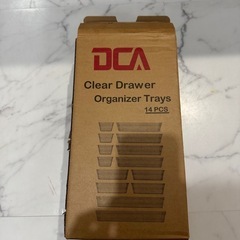 DCA
Clear Drawer
Organizer Trays
14 PCS